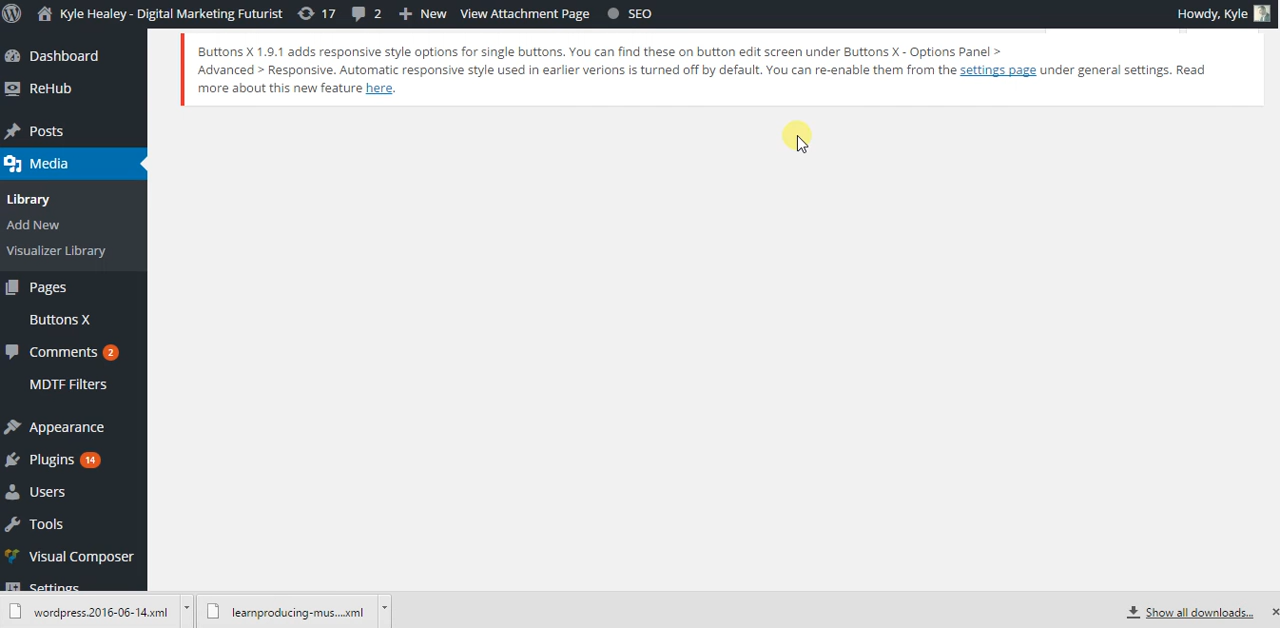 Kyle Healey - Digital Marketing Futurist 17 2 New View Attachment Page SEO Howdy, Kyle
Dashboard
ReHub
Posts
Media
Library
Add New
Visualizer Library
Pages
Buttons X
Comments 2
MDTF Filters
Appearance
Plugins 14
Users
Tools
Visual Composer
Settings
Buttons X 1.9.1 adds responsive style options for single buttons. You can find these on button edit screen under Buttons X - Options Panel >
Advanced > Responsive. Automatic responsive style used in earlier verions is turned off by default. You can re-enable them from the settings page under general settings. Read
more about this new feature here.
wordpress.2016-06-14.xml learnproducing-mus....xml Show all downloads...